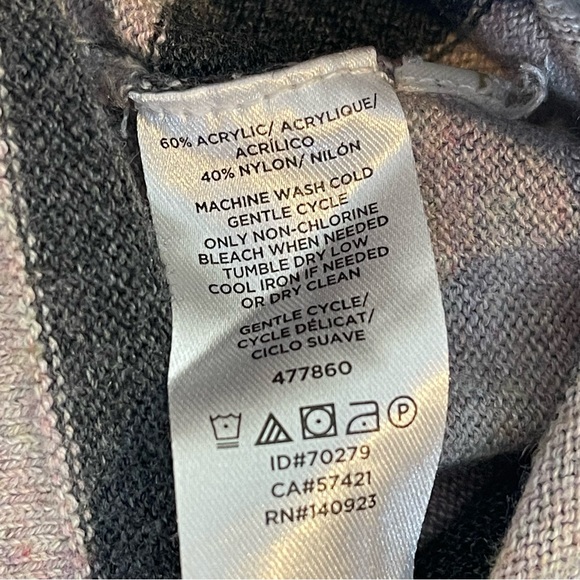 60% ACRYLIC/ ACRYLIQUE/
ACRÍLICO
40% NYLON/ NILÓN
MACHINE WASH COLD
GENTLE CYCLE
ONLY NON-CHLORINE
BLEACH WHEN NEEDED
TUMBLE DRY LOW
COOL IRON IF NEEDED
OR DRY CLEAN
GENTLE CYCLE/
CYCLE DÉLICAT/
CICLO SUAVE
477860
P
ID#70279
CA#57421
RN#140923